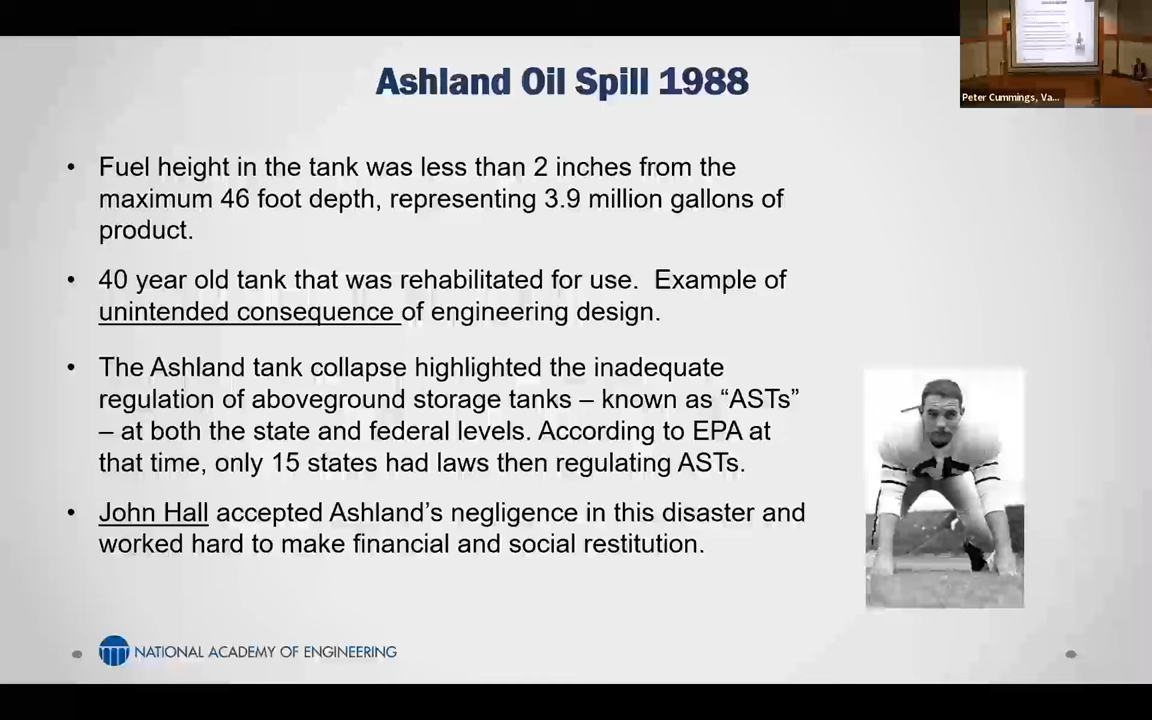 Ashland Oil Spill 1988
Peter Cummings, Va...
• Fuel height in the tank was less than 2 inches from the
maximum 46 foot depth, representing 3.9 million gallons of
product.
• 40 year old tank that was rehabilitated for use.  Example of
unintended consequence of engineering design.
• The Ashland tank collapse highlighted the inadequate
regulation of aboveground storage tanks – known as “ASTs”
– at both the state and federal levels. According to EPA at
that time, only 15 states had laws then regulating ASTs.
• John Hall accepted Ashland’s negligence in this disaster and
worked hard to make financial and social restitution.
NATIONAL ACADEMY OF ENGINEERING